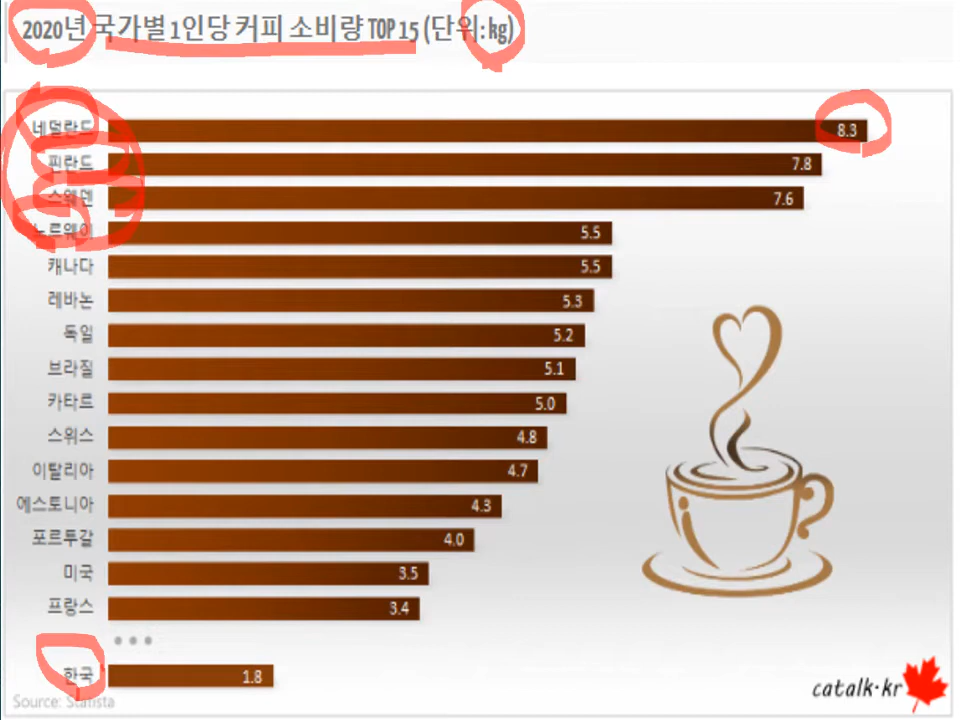 2020년 국가별 1인당 커피 소비량 TOP 15 (단위: kg)
네덜란드 8.3
핀란드 7.8
스웨덴 7.6
노르웨이 5.5
캐나다 5.5
레바논 5.3
독일 5.2
브라질 5.1
카타르 5.0
스위스 4.8
이탈리아 4.7
에스토니아 4.3
포르투갈 4.0
미국 3.5
프랑스 3.4
•••
한국 1.8
Source: Statista
catalk·kr